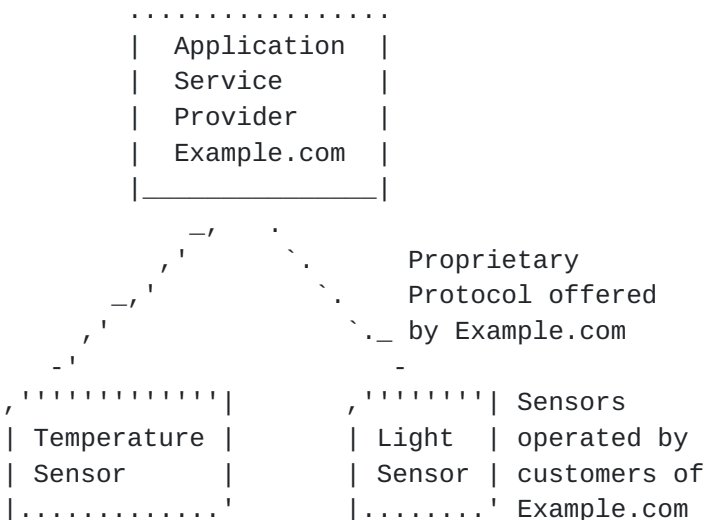 Application
Service
Provider
Example.com
Proprietary
Protocol offered
by Example.com
Sensors
Temperature Light operated by
Sensor Sensor customers of
Example.com